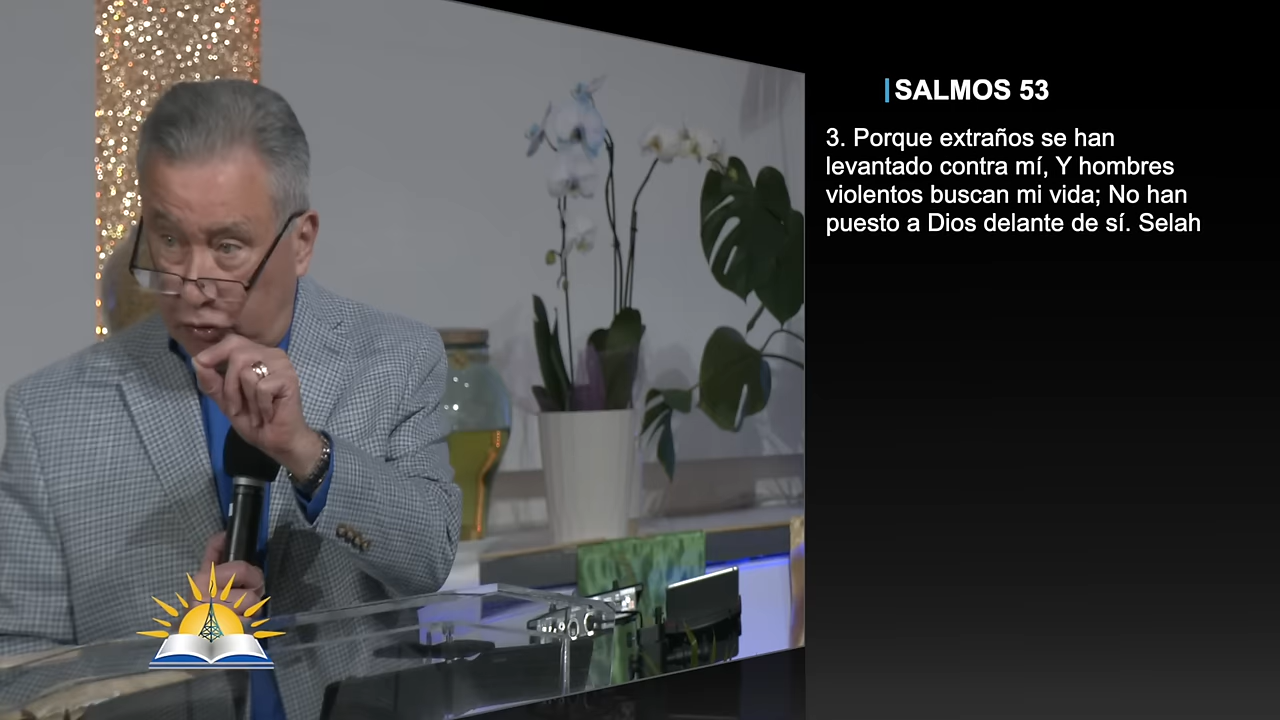 SALMOS 53
3. Porque extraños se han
levantado contra mí, Y hombres
violentos buscan mi vida; No han
puesto a Dios delante de sí. Selah